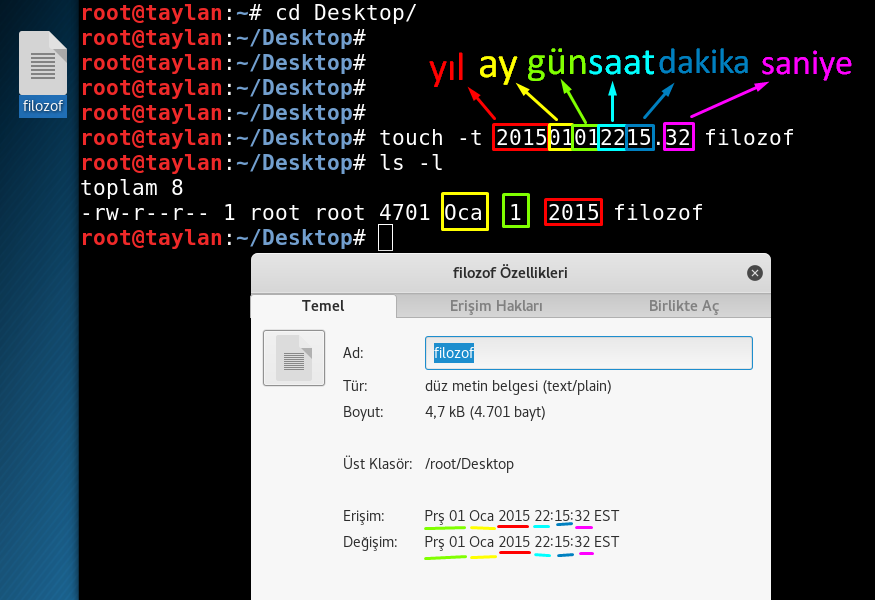 root@taylan:~# cd Desktop/
root@taylan:~/Desktop#
root@taylan:~/Desktop#
root@taylan:~/Desktop#
root@taylan:~/Desktop#
yıl ay günsaat dakika saniye
root@taylan:~/Desktop# touch -t 201501012215.32 filozof
root@taylan:~/Desktop# ls -l
toplam 8
-rw-r--r-- 1 root root 4701 Oca 1 2015 filozof
root@taylan:~/Desktop#
filozof
filozof Özellikleri
Temel Erişim Hakları Birlikte Aç
Ad: filozof
Tür: düz metin belgesi (text/plain)
Boyut: 4,7 kB (4.701 bayt)
Üst Klasör: /root/Desktop
Erişim: Prş 01 Oca 2015 22:15:32 EST
Değişim: Prş 01 Oca 2015 22:15:32 EST